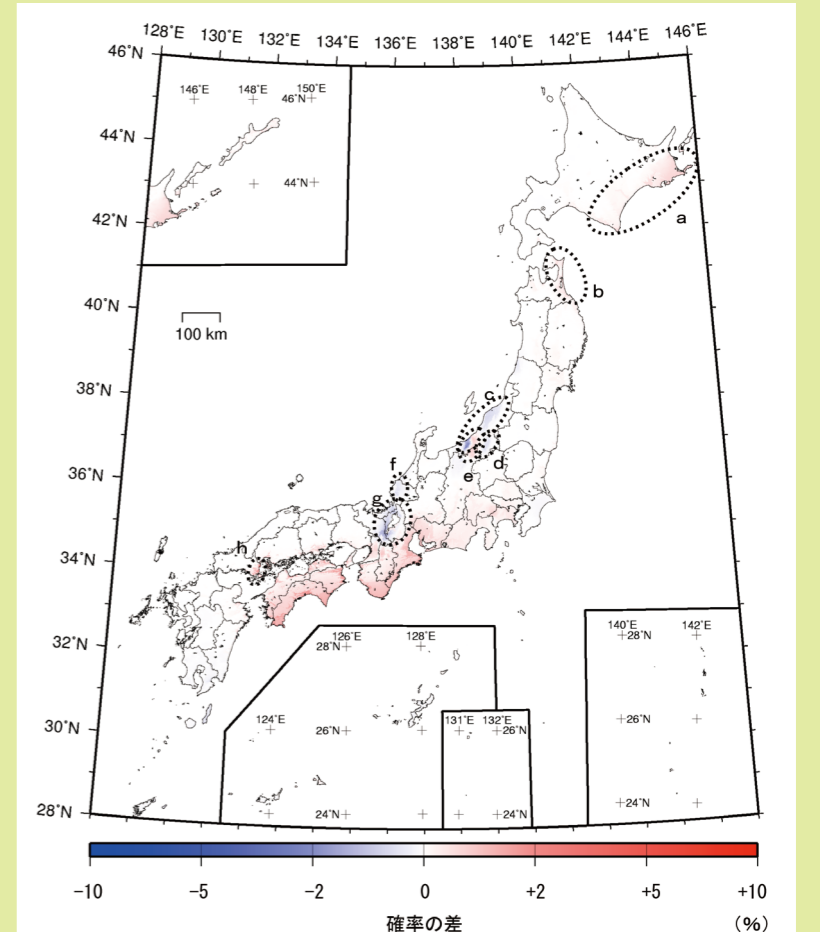 128˚E 130˚E 132˚E 134˚E 136˚E 138˚E 140˚E 142˚E 144˚E 146˚E
46˚N
146˚E 148˚E 150˚E
46˚N
44˚N
44˚N
42˚N
a
b
40˚N
100 km
38˚N
c
d
e
36˚N
f
g
h
34˚N
32˚N
126˚E 128˚E
28˚N
140˚E 142˚E
28˚N
30˚N
124˚E
26˚N
131˚E 132˚E
26˚N
26˚N
28˚N
24˚N
24˚N
24˚N
-10 -5 -2 0 +2 +5 +10
確率の差 (%)